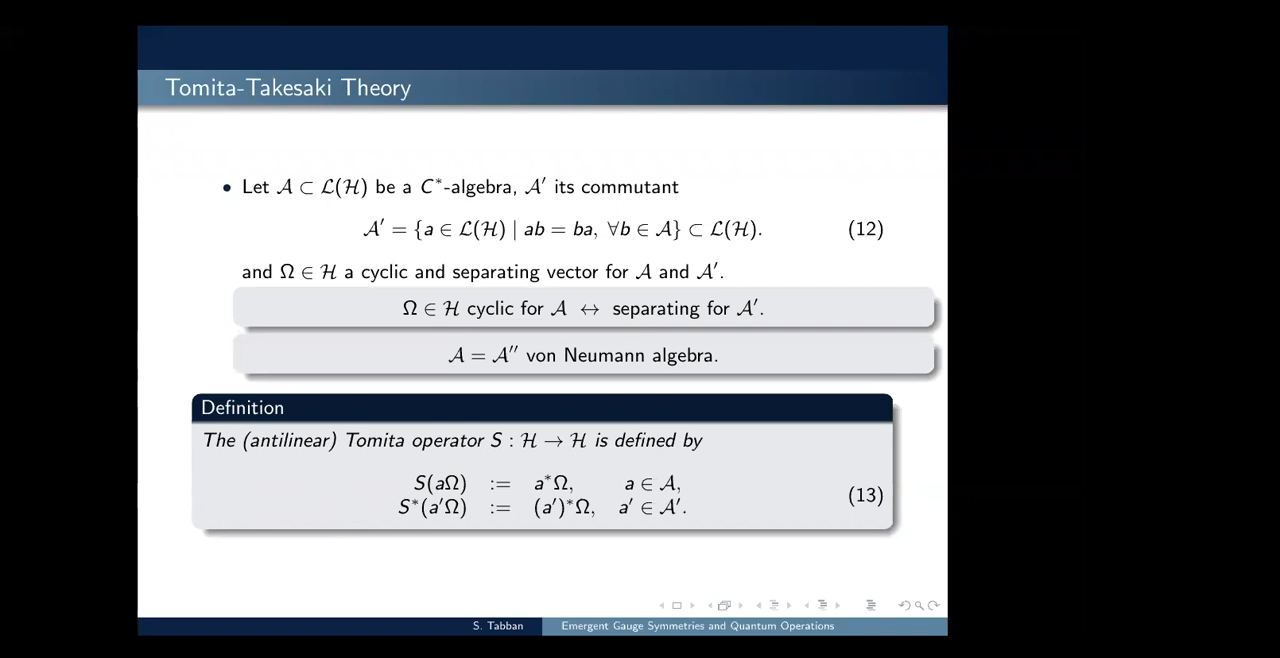 Tomita-Takesaki Theory
• Let 𝒜 ⊂ ℒ(ℋ) be a C*-algebra, 𝒜′ its commutant
𝒜′ = {a ∈ ℒ(ℋ) | ab = ba, ∀b ∈ 𝒜} ⊂ ℒ(ℋ). (12)
and Ω ∈ ℋ a cyclic and separating vector for 𝒜 and 𝒜′.
Ω ∈ ℋ cyclic for 𝒜 ↔ separating for 𝒜′.
𝒜 = 𝒜′′ von Neumann algebra.
Definition
The (antilinear) Tomita operator S : ℋ → ℋ is defined by
S(aΩ) := a*Ω, a ∈ 𝒜,
S*(a′Ω) := (a′)*Ω, a′ ∈ 𝒜′. (13)
S. Tabban Emergent Gauge Symmetries and Quantum Operations